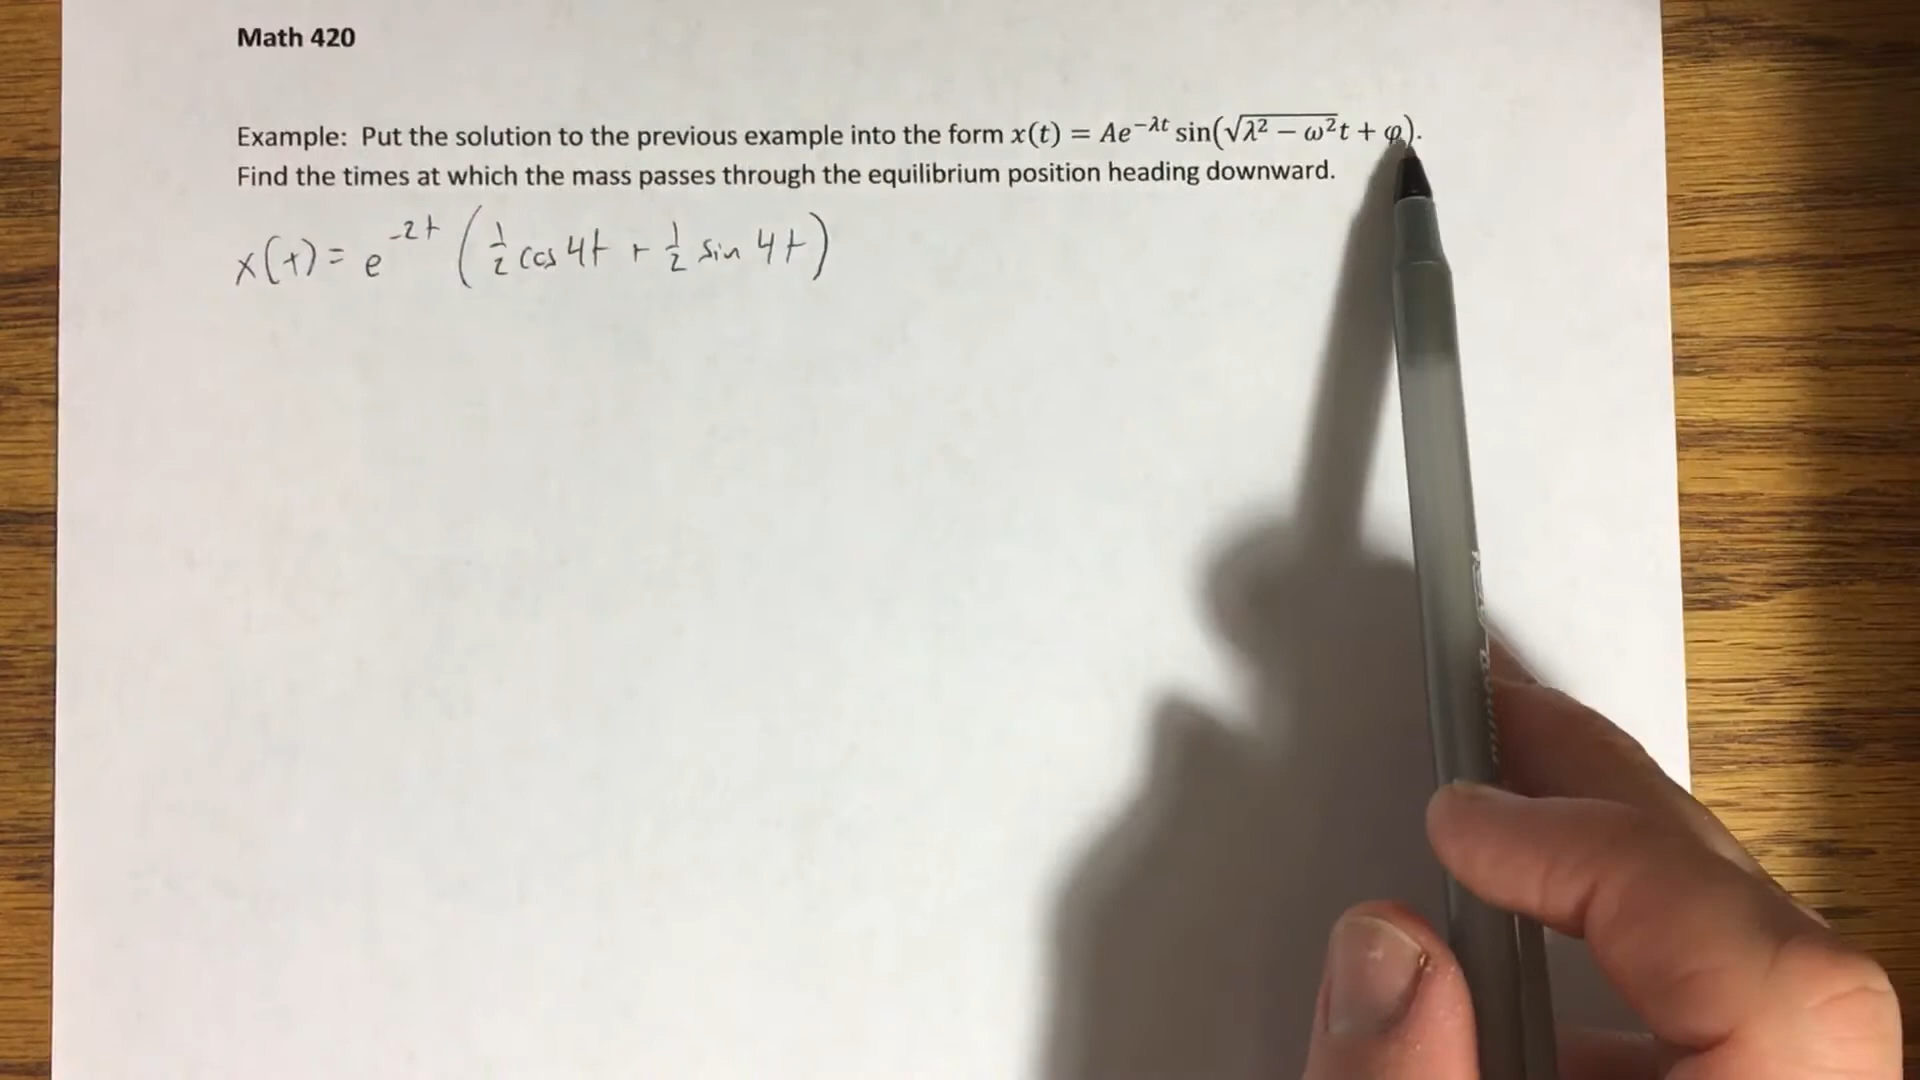 Math 420
Example: Put the solution to the previous example into the form x(t) = Ae^{-λt} sin(√(λ² − ω²)t + φ).
Find the times at which the mass passes through the equilibrium position heading downward.
x(t) = e^{-2t} (1/2 cos 4t + 1/2 sin 4t)